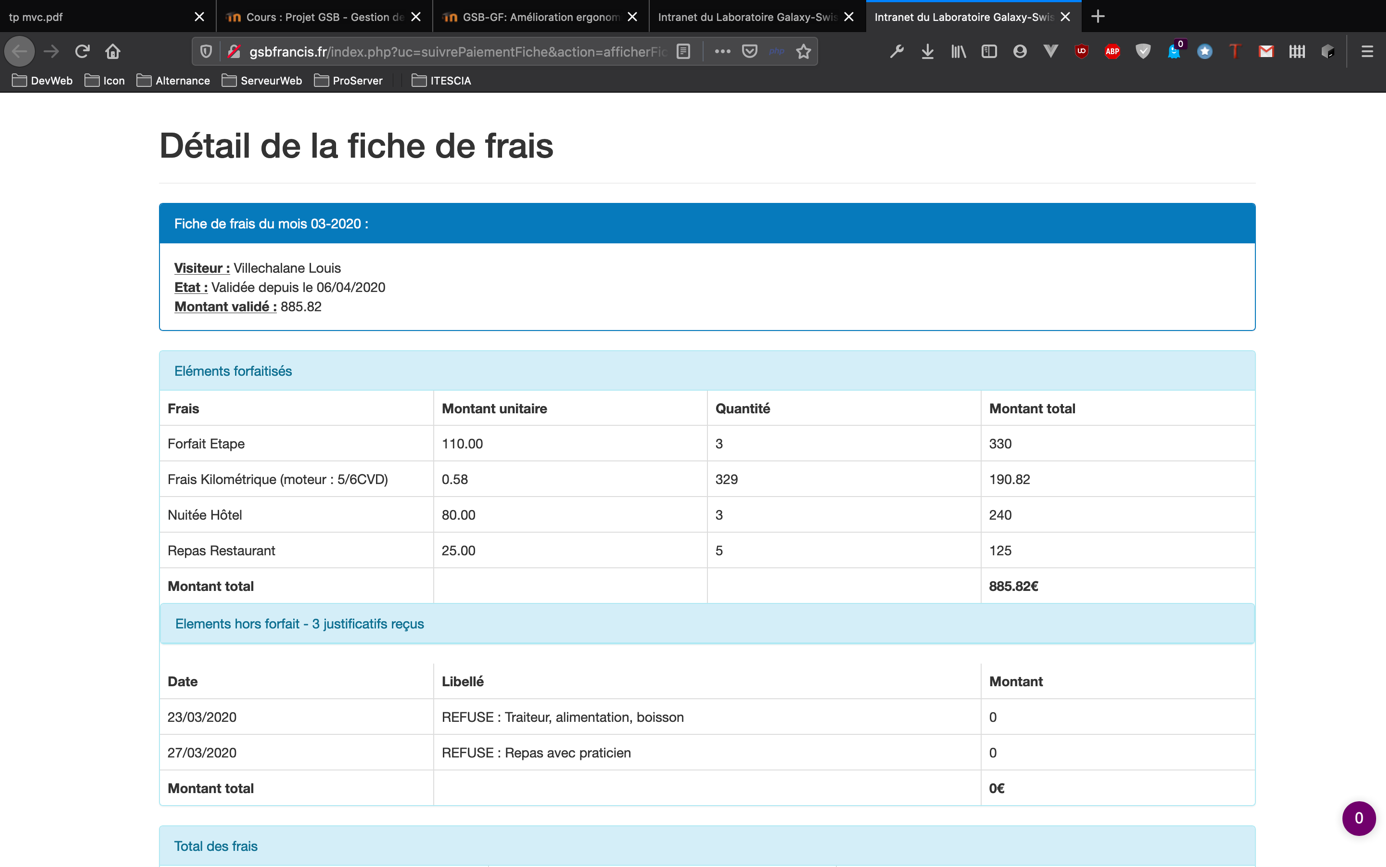 tp mvc.pdf
Cours : Projet GSB - Gestion de
GSB-GF: Amélioration ergonom
Intranet du Laboratoire Galaxy-Swis
Intranet du Laboratoire Galaxy-Swis
gsbfrancis.fr/index.php?uc=suivrePaiementFiche&action=afficherFic
php
UD
ABP
0
DevWeb
Icon
Alternance
ServeurWeb
ProServer
ITESCIA
Détail de la fiche de frais
Fiche de frais du mois 03-2020 :
Visiteur : Villechalane Louis
Etat : Validée depuis le 06/04/2020
Montant validé : 885.82
Eléments forfaitisés
Frais Montant unitaire Quantité Montant total
Forfait Etape 110.00 3 330
Frais Kilométrique (moteur : 5/6CVD) 0.58 329 190.82
Nuitée Hôtel 80.00 3 240
Repas Restaurant 25.00 5 125
Montant total 885.82€
Elements hors forfait - 3 justificatifs reçus
Date Libellé Montant
23/03/2020 REFUSE : Traiteur, alimentation, boisson 0
27/03/2020 REFUSE : Repas avec praticien 0
Montant total 0€
0
Total des frais